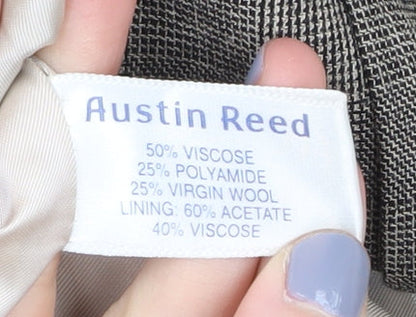 Austin Reed
50% VISCOSE
25% POLYAMIDE
25% VIRGIN WOOL
LINING: 60% ACETATE
40% VISCOSE